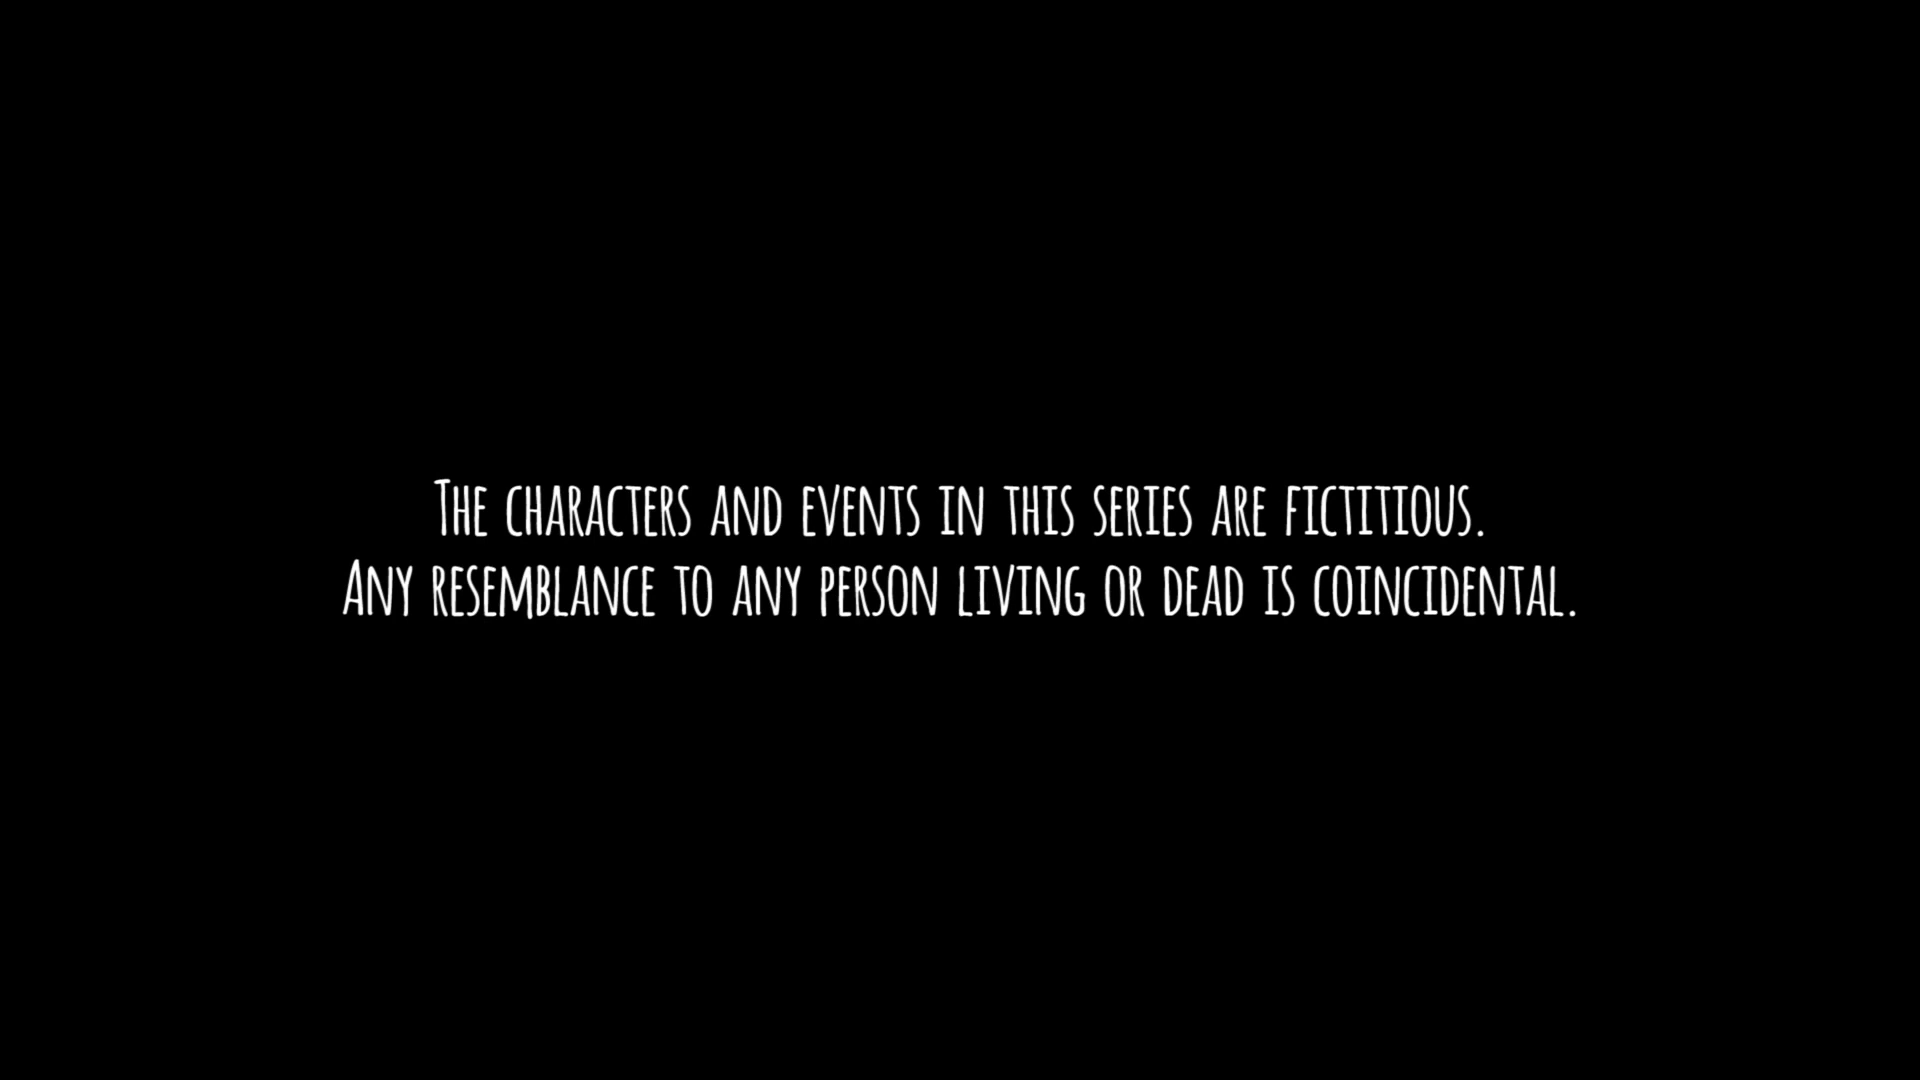 The characters and events in this series are fictitious.
Any resemblance to any person living or dead is coincidental.